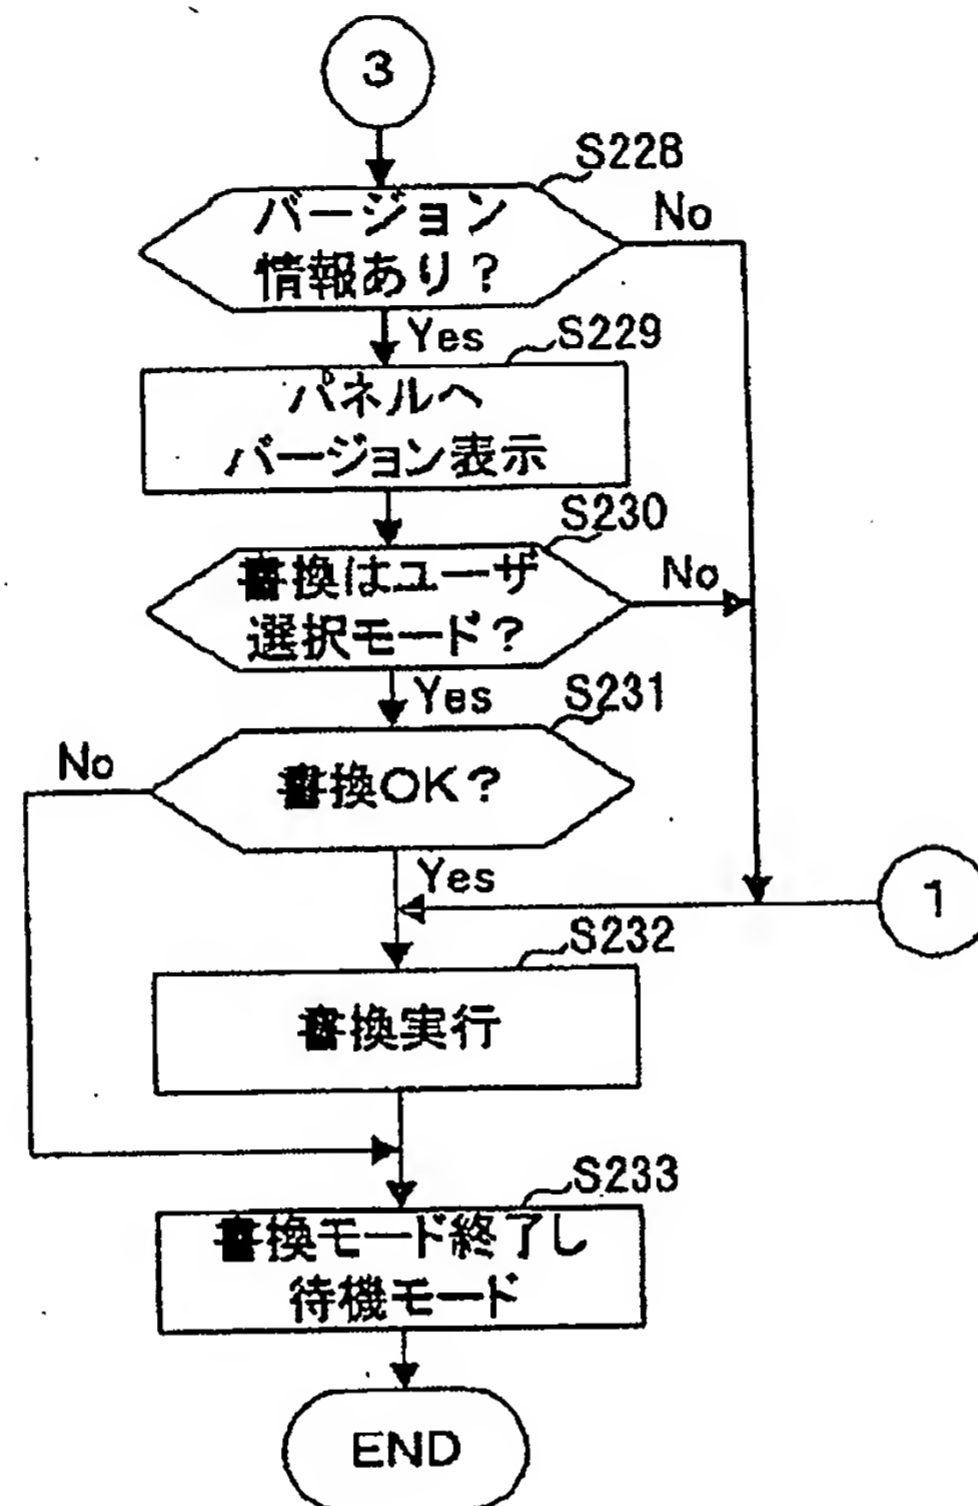 3
S228
バージョン
情報あり？
No
Yes
S229
パネルへ
バージョン表示
S230
書換はユーザ
選択モード？
No
Yes
S231
書換OK？
No
Yes
1
S232
書換実行
S233
書換モード終了し
待機モード
END